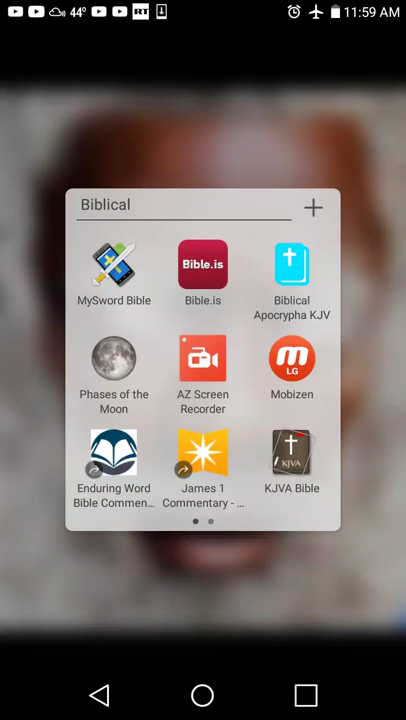 44° RT 11:59 AM
Biblical
Bible.is
MySword Bible
Bible.is
Biblical
Apocrypha KJV
LG
Phases of the
Moon
AZ Screen
Recorder
Mobizen
KJVA
Enduring Word
Bible Commen...
James 1
Commentary - ...
KJVA Bible